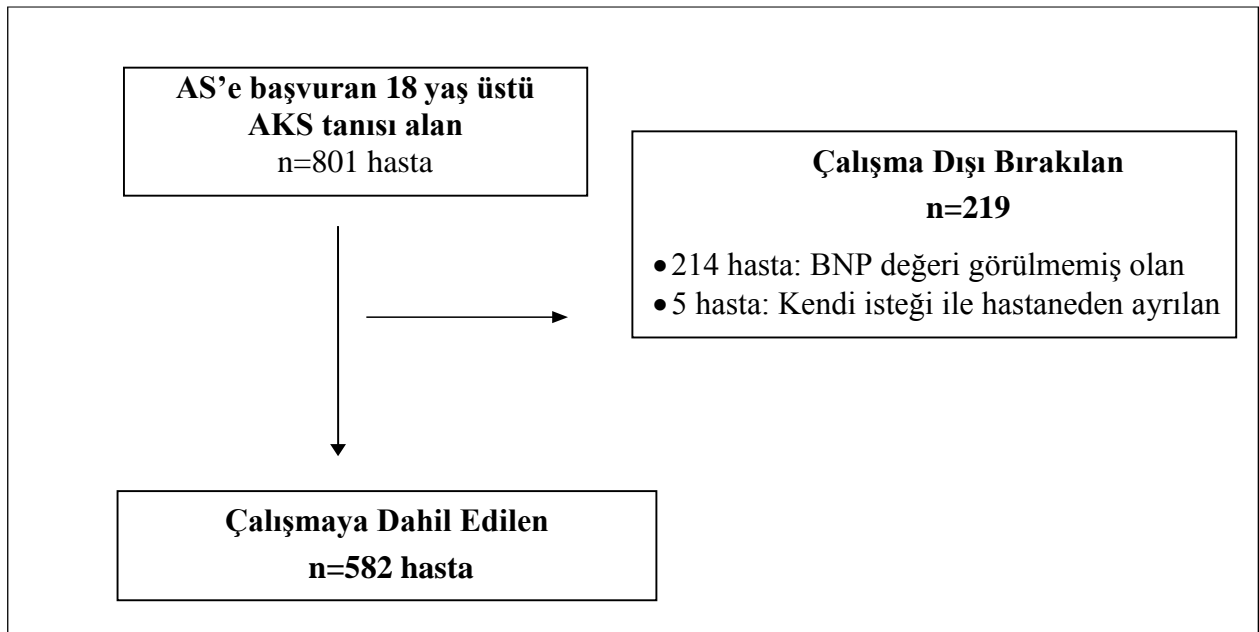 AS’e başvuran 18 yaş üstü
AKS tanısı alan
n=801 hasta
Çalışma Dışı Bırakılan
n=219
•214 hasta: BNP değeri görülmemiş olan
•5 hasta: Kendi isteği ile hastaneden ayrılan
Çalışmaya Dahil Edilen
n=582 hasta